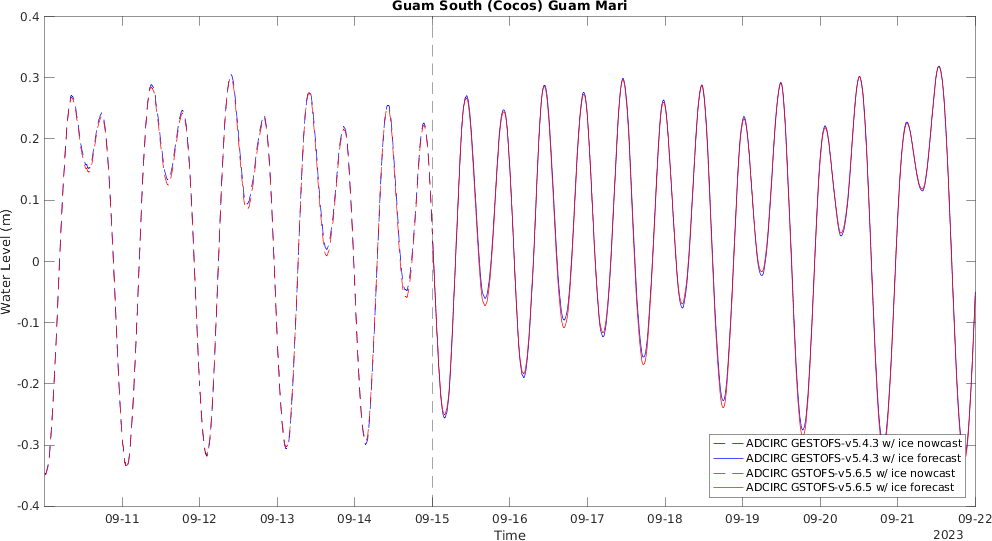 Guam South (Cocos) Guam Mari
0.4
0.3
0.2
0.1
0
-0.1
-0.2
-0.3
-0.4
Water Level (m)
ADCIRC GESTOFS-v5.4.3 w/ ice nowcast
ADCIRC GESTOFS-v5.4.3 w/ ice forecast
ADCIRC GSTOFS-v5.6.5 w/ ice nowcast
ADCIRC GSTOFS-v5.6.5 w/ ice forecast
09-11 09-12 09-13 09-14 09-15 09-16 09-17 09-18 09-19 09-20 09-21 09-22
Time
2023